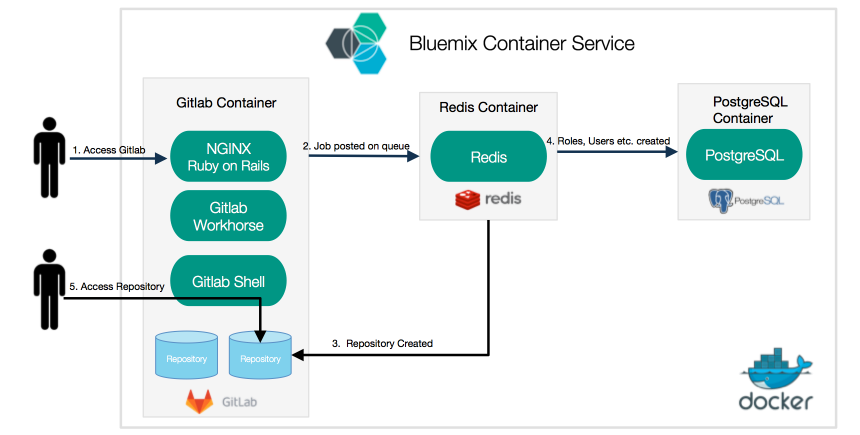 Bluemix Container Service
Gitlab Container
NGINX
Ruby on Rails
Gitlab
Workhorse
Gitlab Shell
Repository
Repository
GitLab
1. Access Gitlab
5. Access Repository
2. Job posted on queue
Redis Container
Redis
redis
3. Repository Created
4. Roles, Users etc. created
PostgreSQL
Container
PostgreSQL
PostgreSQL
docker